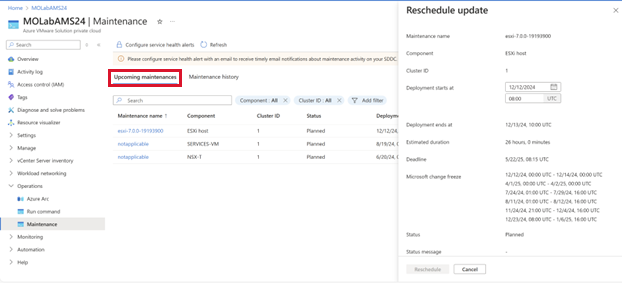 Home > MOLabAMS24
MOLabAMS24 | Maintenance
Azure VMware Solution private cloud
Search
Overview
Activity log
Access control (IAM)
Tags
Diagnose and solve problems
Resource visualizer
Settings
Manage
vCenter Server inventory
Workload networking
Operations
Azure Arc
Run command
Maintenance
Monitoring
Automation
Help
Configure service health alerts Refresh
Please configure service health alert with an email to receive timely email notifications about maintenance activity on your SDDC.
Upcoming maintenances Maintenance history
Search Component : All Cluster ID : All Add filter
Maintenance name ↑ Component Cluster ID Status Deployment
esxi-7.0.0-19193900 ESXi host 1 Planned 12/12/24,
notapplicable SERVICES-VM 1 Planned 8/19/24, 0
notapplicable NSX-T 1 Planned 6/20/24, 0
Reschedule update
Maintenance name essi-7.0.0-19193900
Component ESXi host
Cluster ID 1
Deployment starts at 12/12/2024
08:00 UTC
Deployment ends at 12/13/24, 10:00 UTC
Estimated duration 26 hours, 0 minutes
Deadline 5/22/25, 08:15 UTC
Microsoft change freeze 12/12/24, 00:00 UTC - 12/14/24, 00:00 UTC
4/1/25, 00:00 UTC - 4/2/25, 00:00 UTC
7/24/24, 01:00 UTC - 7/29/24, 16:00 UTC
8/11/24, 01:00 UTC - 8/12/24, 16:00 UTC
11/24/24, 21:00 UTC - 12/4/24, 16:00 UTC
12/23/24, 08:00 UTC - 1/6/25, 16:00 UTC
Status Planned
Status message -
Reschedule Cancel